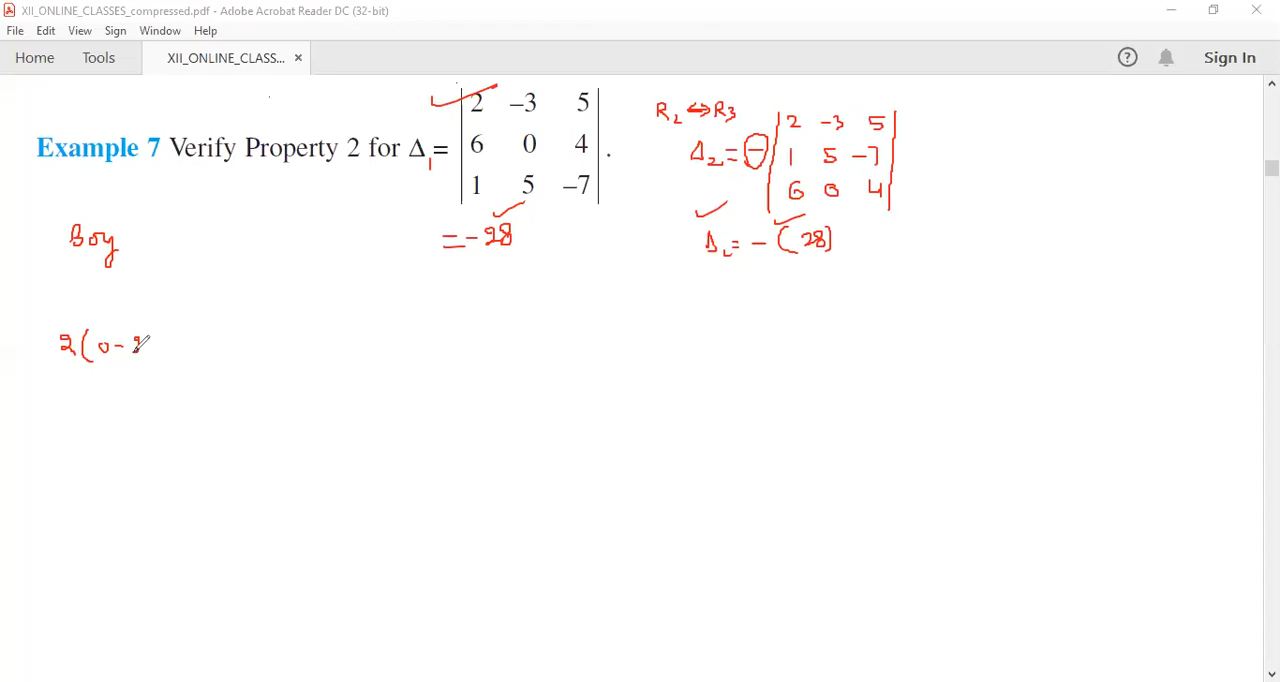 XII_ONLINE_CLASSES_compressed.pdf - Adobe Acrobat Reader DC (32-bit)
File Edit View Sign Window Help
Home Tools XII_ONLINE_CLASS... × Sign In
2 –3 5
Example 7 Verify Property 2 for Δ₁ = 6 0 4 .
1 5 –7
= - 28
R₂ ↔ R₃
2 -3 5
Δ₂ = - 1 5 -7
6 0 4
Δ₂ = - (28)
Boy
2(0-